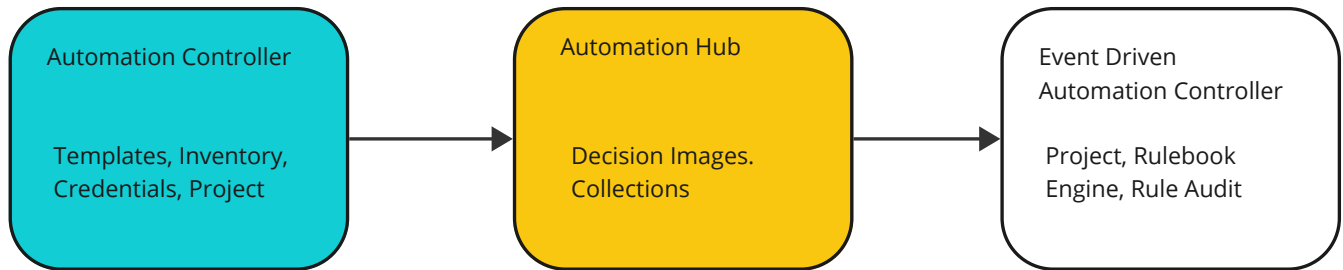 Automation Controller
Templates, Inventory,
Credentials, Project
Automation Hub
Decision Images.
Collections
Event Driven
Automation Controller
Project, Rulebook
Engine, Rule Audit